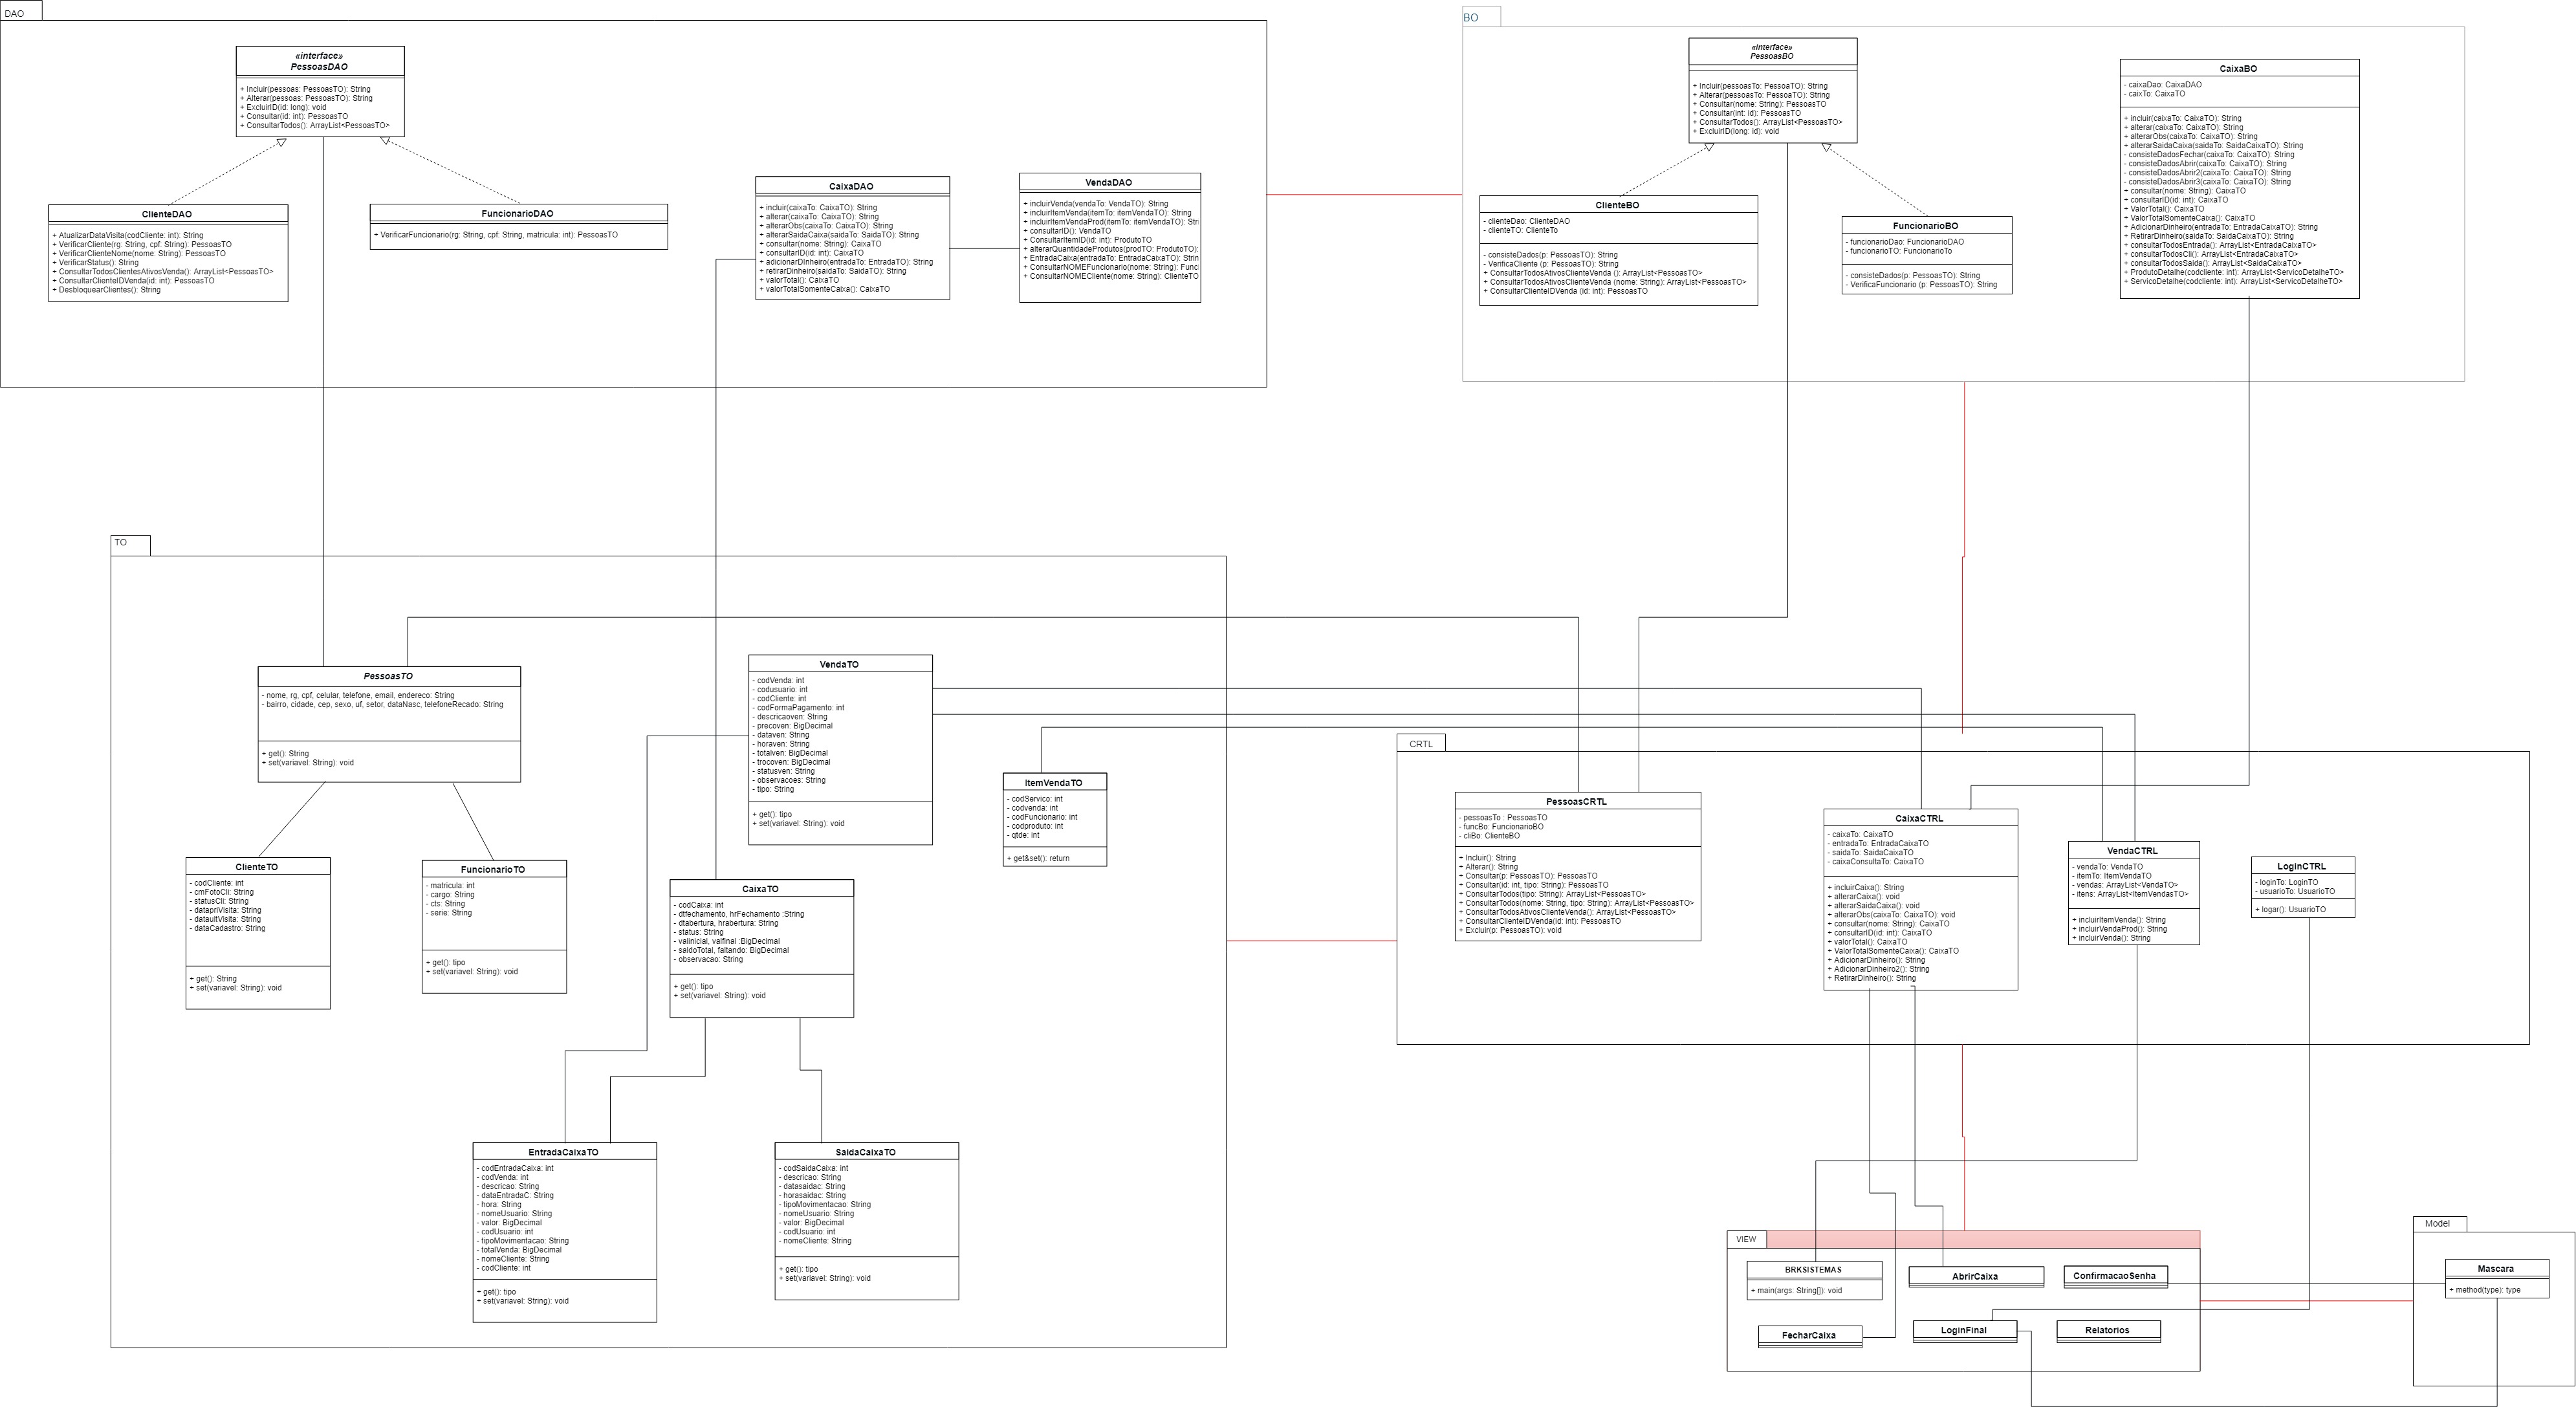 DAO
«interface»
PessoasDAO
+ Incluir(pessoas: PessoasTO): String
+ Alterar(pessoas: PessoasTO): String
+ ExcluirID(id: long): void
+ Consultar(id: int): PessoasTO
+ ConsultarTodos(): ArrayList<PessoasTO>
ClienteDAO
+ AtualizarDataVisita(codCliente: int): String
+ VerificarCliente(rg: String, cpf: String): PessoasTO
+ VerificarClienteNome(nome: String): PessoasTO
+ VerificarStatus(): String
+ ConsultarTodosClientesAtivosVenda(): ArrayList<PessoasTO>
+ ConsultarClienteIDVenda(id: int): PessoasTO
+ DesbloquearClientes(): String
FuncionarioDAO
+ VerificarFuncionario(rg: String, cpf: String, matricula: int): PessoasTO
CaixaDAO
+ incluir(caixaTo: CaixaTO): String
+ alterar(caixaTo: CaixaTO): String
+ alterarObs(caixaTo: CaixaTO): String
+ alterarSaidaCaixa(saidaTo: SaidaTO): String
+ consultar(nome: String): CaixaTO
+ consultarID(id: int): CaixaTO
+ adicionarDInheiro(entradaTo: EntradaTO): String
+ retirarDinheiro(saidaTo: SaidaTO): String
+ valorTotal(): CaixaTO
+ valorTotalSomenteCaixa(): CaixaTO
VendaDAO
+ incluirVenda(vendaTo: VendaTO): String
+ incluirItemVenda(itemTo: itemVendaTO): String
+ incluirItemVendaProd(itemTo: itemVendaTO): Stri
+ consultarID(): VendaTO
+ ConsultarItemID(id: int): ProdutoTO
+ alterarQuantidadeProdutos(prodTO: ProdutoTO):
+ EntradaCaixa(entradaTo: EntradaCaixaTO): Strin
+ ConsultarNOMEFuncionario(nome: String): Func
+ ConsultarNOMECliente(nome: String): ClienteTO
BO
«interface»
PessoasBO
+ Incluir(pessoasTo: PessoaTO): String
+ Alterar(pessoasTo: PessoaTO): String
+ Consultar(nome: String): PessoasTO
+ Consultar(int: id): PessoasTO
+ ConsultarTodos(): ArrayList<PessoasTO>
+ ExcluirID(long: id): void
ClienteBO
- clienteDao: ClienteDAO
- clienteTO: ClienteTo
- consisteDados(p: PessoasTO): String
- VerificaCliente (p: PessoasTO): String
+ ConsultarTodosAtivosClienteVenda (): ArrayList<PessoasTO>
+ ConsultarTodosAtivosClienteVenda (nome: String): ArrayList<PessoasTO>
+ ConsultarClienteIDVenda (id: int): PessoasTO
FuncionarioBO
- funcionarioDao: FuncionarioDAO
- funcionarioTO: FuncionarioTo
- consisteDados(p: PessoasTO): String
- VerificaFuncionario (p: PessoasTO): String
CaixaBO
- caixaDao: CaixaDAO
- caixTo: CaixaTO
+ incluir(caixaTo: CaixaTO): String
+ alterar(caixaTo: CaixaTO): String
+ alterarObs(caixaTo: CaixaTO): String
+ alterarSaidaCaixa(saidaTo: SaidaCaixaTO): String
- consisteDadosFechar(caixaTo: CaixaTO): String
- consisteDadosAbrir(caixaTo: CaixaTO): String
- consisteDadosAbrir2(caixaTo: CaixaTO): String
- consisteDadosAbrir3(caixaTo: CaixaTO): String
+ consultar(nome: String): CaixaTO
+ consultarID(id: int): CaixaTO
+ ValorTotal(): CaixaTO
+ ValorTotalSomenteCaixa(): CaixaTO
+ AdicionarDinheiro(entradaTo: EntradaCaixaTO): String
+ RetirarDinheiro(saidaTo: SaidaCaixaTO): String
+ consultarTodosEntrada(): ArrayList<EntradaCaixaTO>
+ consultarTodosCli(): ArrayList<EntradaCaixaTO>
+ consultarTodosSaida(): ArrayList<SaidaCaixaTO>
+ ProdutoDetalhe(codcliente: int): ArrayList<ServicoDetalheTO>
+ ServicoDetalhe(codcliente: int): ArrayList<ServicoDetalheTO>
TO
PessoasTO
- nome, rg, cpf, celular, telefone, email, endereco: String
- bairro, cidade, cep, sexo, uf, setor, dataNasc, telefoneRecado: String
+ get(): String
+ set(variavel: String): void
ClienteTO
- codCliente: int
- cmFotoCli: String
- statusCli: String
- datapriVisita: String
- dataultVisita: String
- dataCadastro: String
+ get(): String
+ set(variavel: String): void
FuncionarioTO
- matricula: int
- cargo: String
- cts: String
- serie: String
+ get(): tipo
+ set(variavel: String): void
VendaTO
- codVenda: int
- codusuario: int
- codCliente: int
- codFormaPagamento: int
- descricaoven: String
- precoven: BigDecimal
- dataven: String
- horaven: String
- totalven: BigDecimal
- trocoven: BigDecimal
- statusven: String
- observacoes: String
- tipo: String
+ get(): tipo
+ set(variavel: String): void
ItemVendaTO
- codServico: int
- codvenda: int
- codFuncionario: int
- codproduto: int
- qtde: int
+ get&set(): return
CaixaTO
- codCaixa: int
- dtfechamento, hrFechamento :String
- dtabertura, hrabertura: String
- status: String
- valinicial, valfinal :BigDecimal
- saldoTotal, faltando: BigDecimal
- observacao: String
+ get(): tipo
+ set(variavel: String): void
EntradaCaixaTO
- codEntradaCaixa: int
- codVenda: int
- descricao: String
- dataEntradaC: String
- hora: String
- nomeUsuario: String
- valor: BigDecimal
- codUsuario: int
- tipoMovimentacao: String
- totalVenda: BigDecimal
- nomeCliente: String
- codCliente: int
+ get(): tipo
+ set(variavel: String): void
SaidaCaixaTO
- codSaidaCaixa: int
- descricao: String
- datasaidac: String
- horasaidac: String
- tipoMovimentacao: String
- nomeUsuario: String
- valor: BigDecimal
- codUsuario: int
- nomeCliente: String
+ get(): tipo
+ set(variavel: String): void
CRTL
PessoasCRTL
- pessoasTo : PessoasTO
- funcBo: FuncionarioBO
- cliBo: ClienteBO
+ Incluir(): String
+ Alterar(): String
+ Consultar(p: PessoasTO): PessoasTO
+ Consultar(id: int, tipo: String): PessoasTO
+ ConsultarTodos(tipo: String): ArrayList<PessoasTO>
+ ConsultarTodos(nome: String, tipo: String): ArrayList<PessoasTO>
+ ConsultarTodosAtivosClienteVenda(): ArrayList<PessoasTO>
+ ConsultarClienteIDVenda(id: int): PessoasTO
+ Excluir(p: PessoasTO): void
CaixaCTRL
- caixaTo: CaixaTO
- entradaTo: EntradaCaixaTO
- saidaTo: SaidaCaixaTO
- caixaConsultaTo: CaixaTO
+ incluirCaixa(): String
+ alterarCaixa(): void
+ alterarSaidaCaixa(): void
+ alterarObs(caixaTo: CaixaTO): void
+ consultar(nome: String): CaixaTO
+ consultarID(id: int): CaixaTO
+ valorTotal(): CaixaTO
+ ValorTotalSomenteCaixa(): CaixaTO
+ AdicionarDinheiro(): String
+ AdicionarDinheiro2(): String
+ RetirarDinheiro(): String
VendaCTRL
- vendaTo: VendaTO
- itemTo: ItemVendaTO
- vendas: ArrayList<VendaTO>
- itens: ArrayList<ItemVendasTO>
+ incluirItemVenda(): String
+ incluirVendaProd(): String
+ incluirVenda(): String
LoginCTRL
- loginTo: LoginTO
- usuarioTo: UsuarioTO
+ logar(): UsuarioTO
VIEW
BRKSISTEMAS
+ main(args: String[]): void
AbrirCaixa
ConfirmacaoSenha
FecharCaixa
LoginFinal
Relatorios
Model
Mascara
+ method(type): type